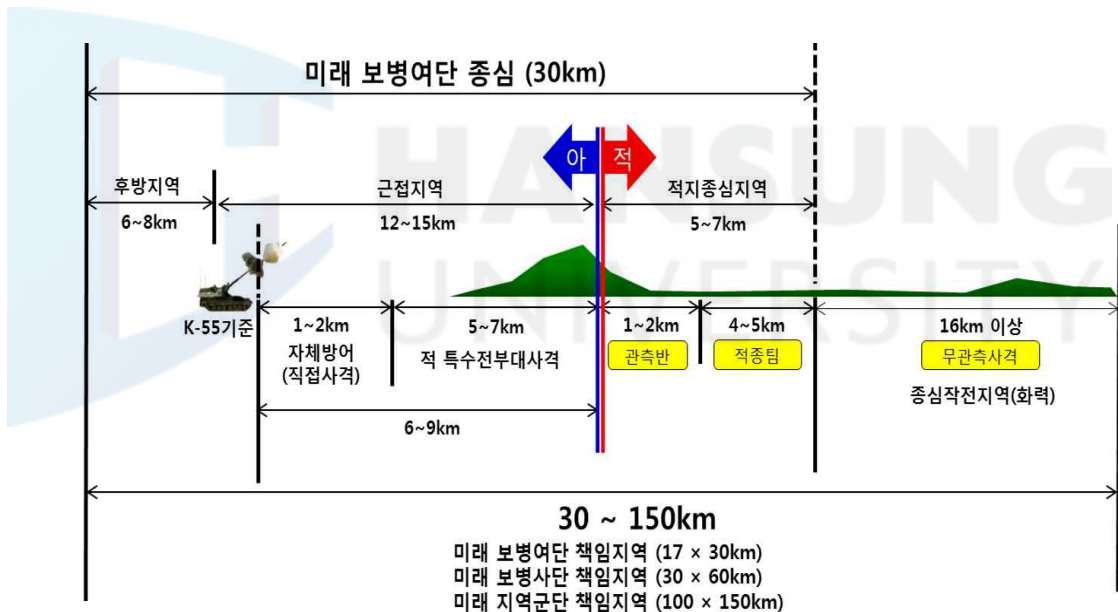 미래 보병여단 종심 (30km)
HANSUNG
UNIVERSITY
아
적
후방지역
6~8km
근접지역
12~15km
적지종심지역
5~7km
K-55기준
1~2km
자체방어
(직접사격)
5~7km
적 특수전부대사격
1~2km
관측반
4~5km
적종팀
16km 이상
무관측사격
종심작전지역(화력)
6~9km
30 ~ 150km
미래 보병여단 책임지역 (17 × 30km)
미래 보병사단 책임지역 (30 × 60km)
미래 지역군단 책임지역 (100 × 150km)